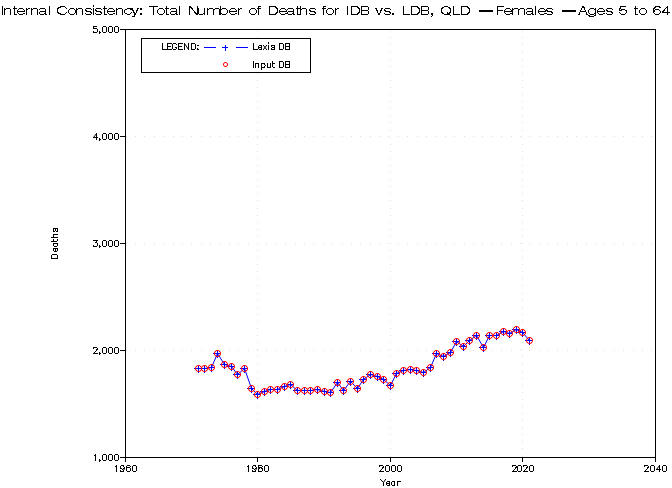 Internal Consistency: Total Number of Deaths for IDB vs. LDB, QLD —Females —Ages 5 to 64
5,000
LEGEND: Lexis DB
Input DB
4,000
3,000
Deaths
2,000
1,000
1960 1980 2000 2020 2040
Year